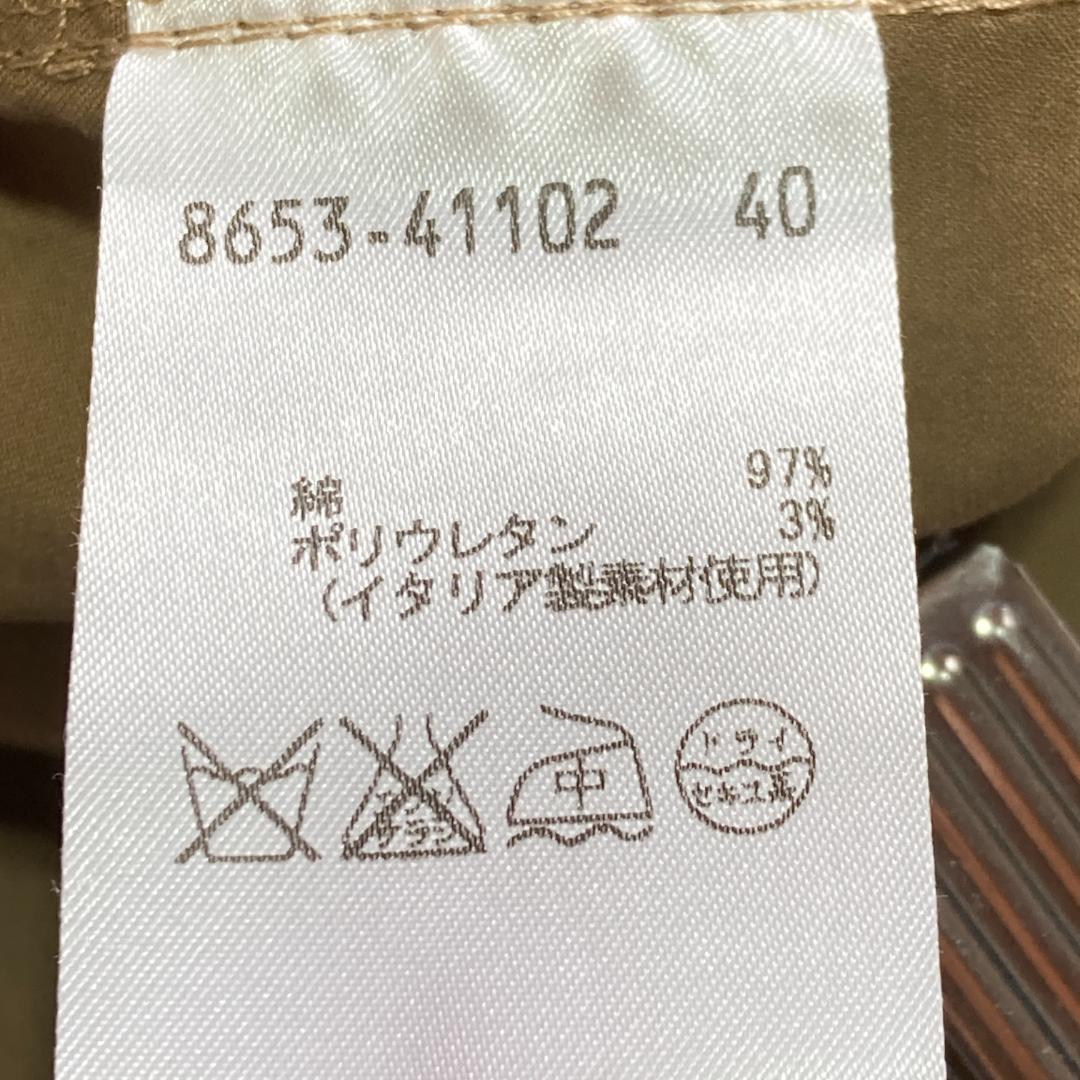 8653-41102 40
綿 97%
ポリウレタン 3%
(イタリア製素材使用)
中
ドライ
セキユ系